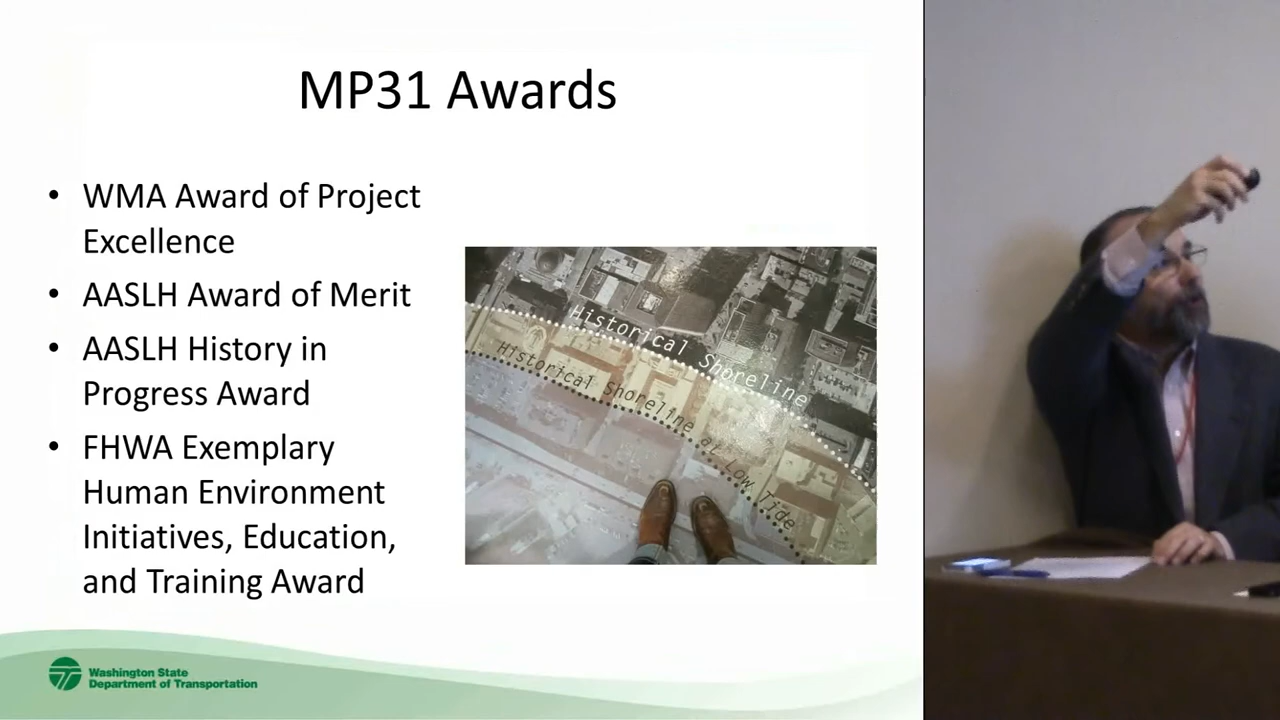 MP31 Awards
• WMA Award of Project
Excellence
• AASLH Award of Merit
• AASLH History in
Progress Award
• FHWA Exemplary
Human Environment
Initiatives, Education,
and Training Award
Historical Shoreline
Historical Shoreline at Low Tide
Washington State
Department of Transportation